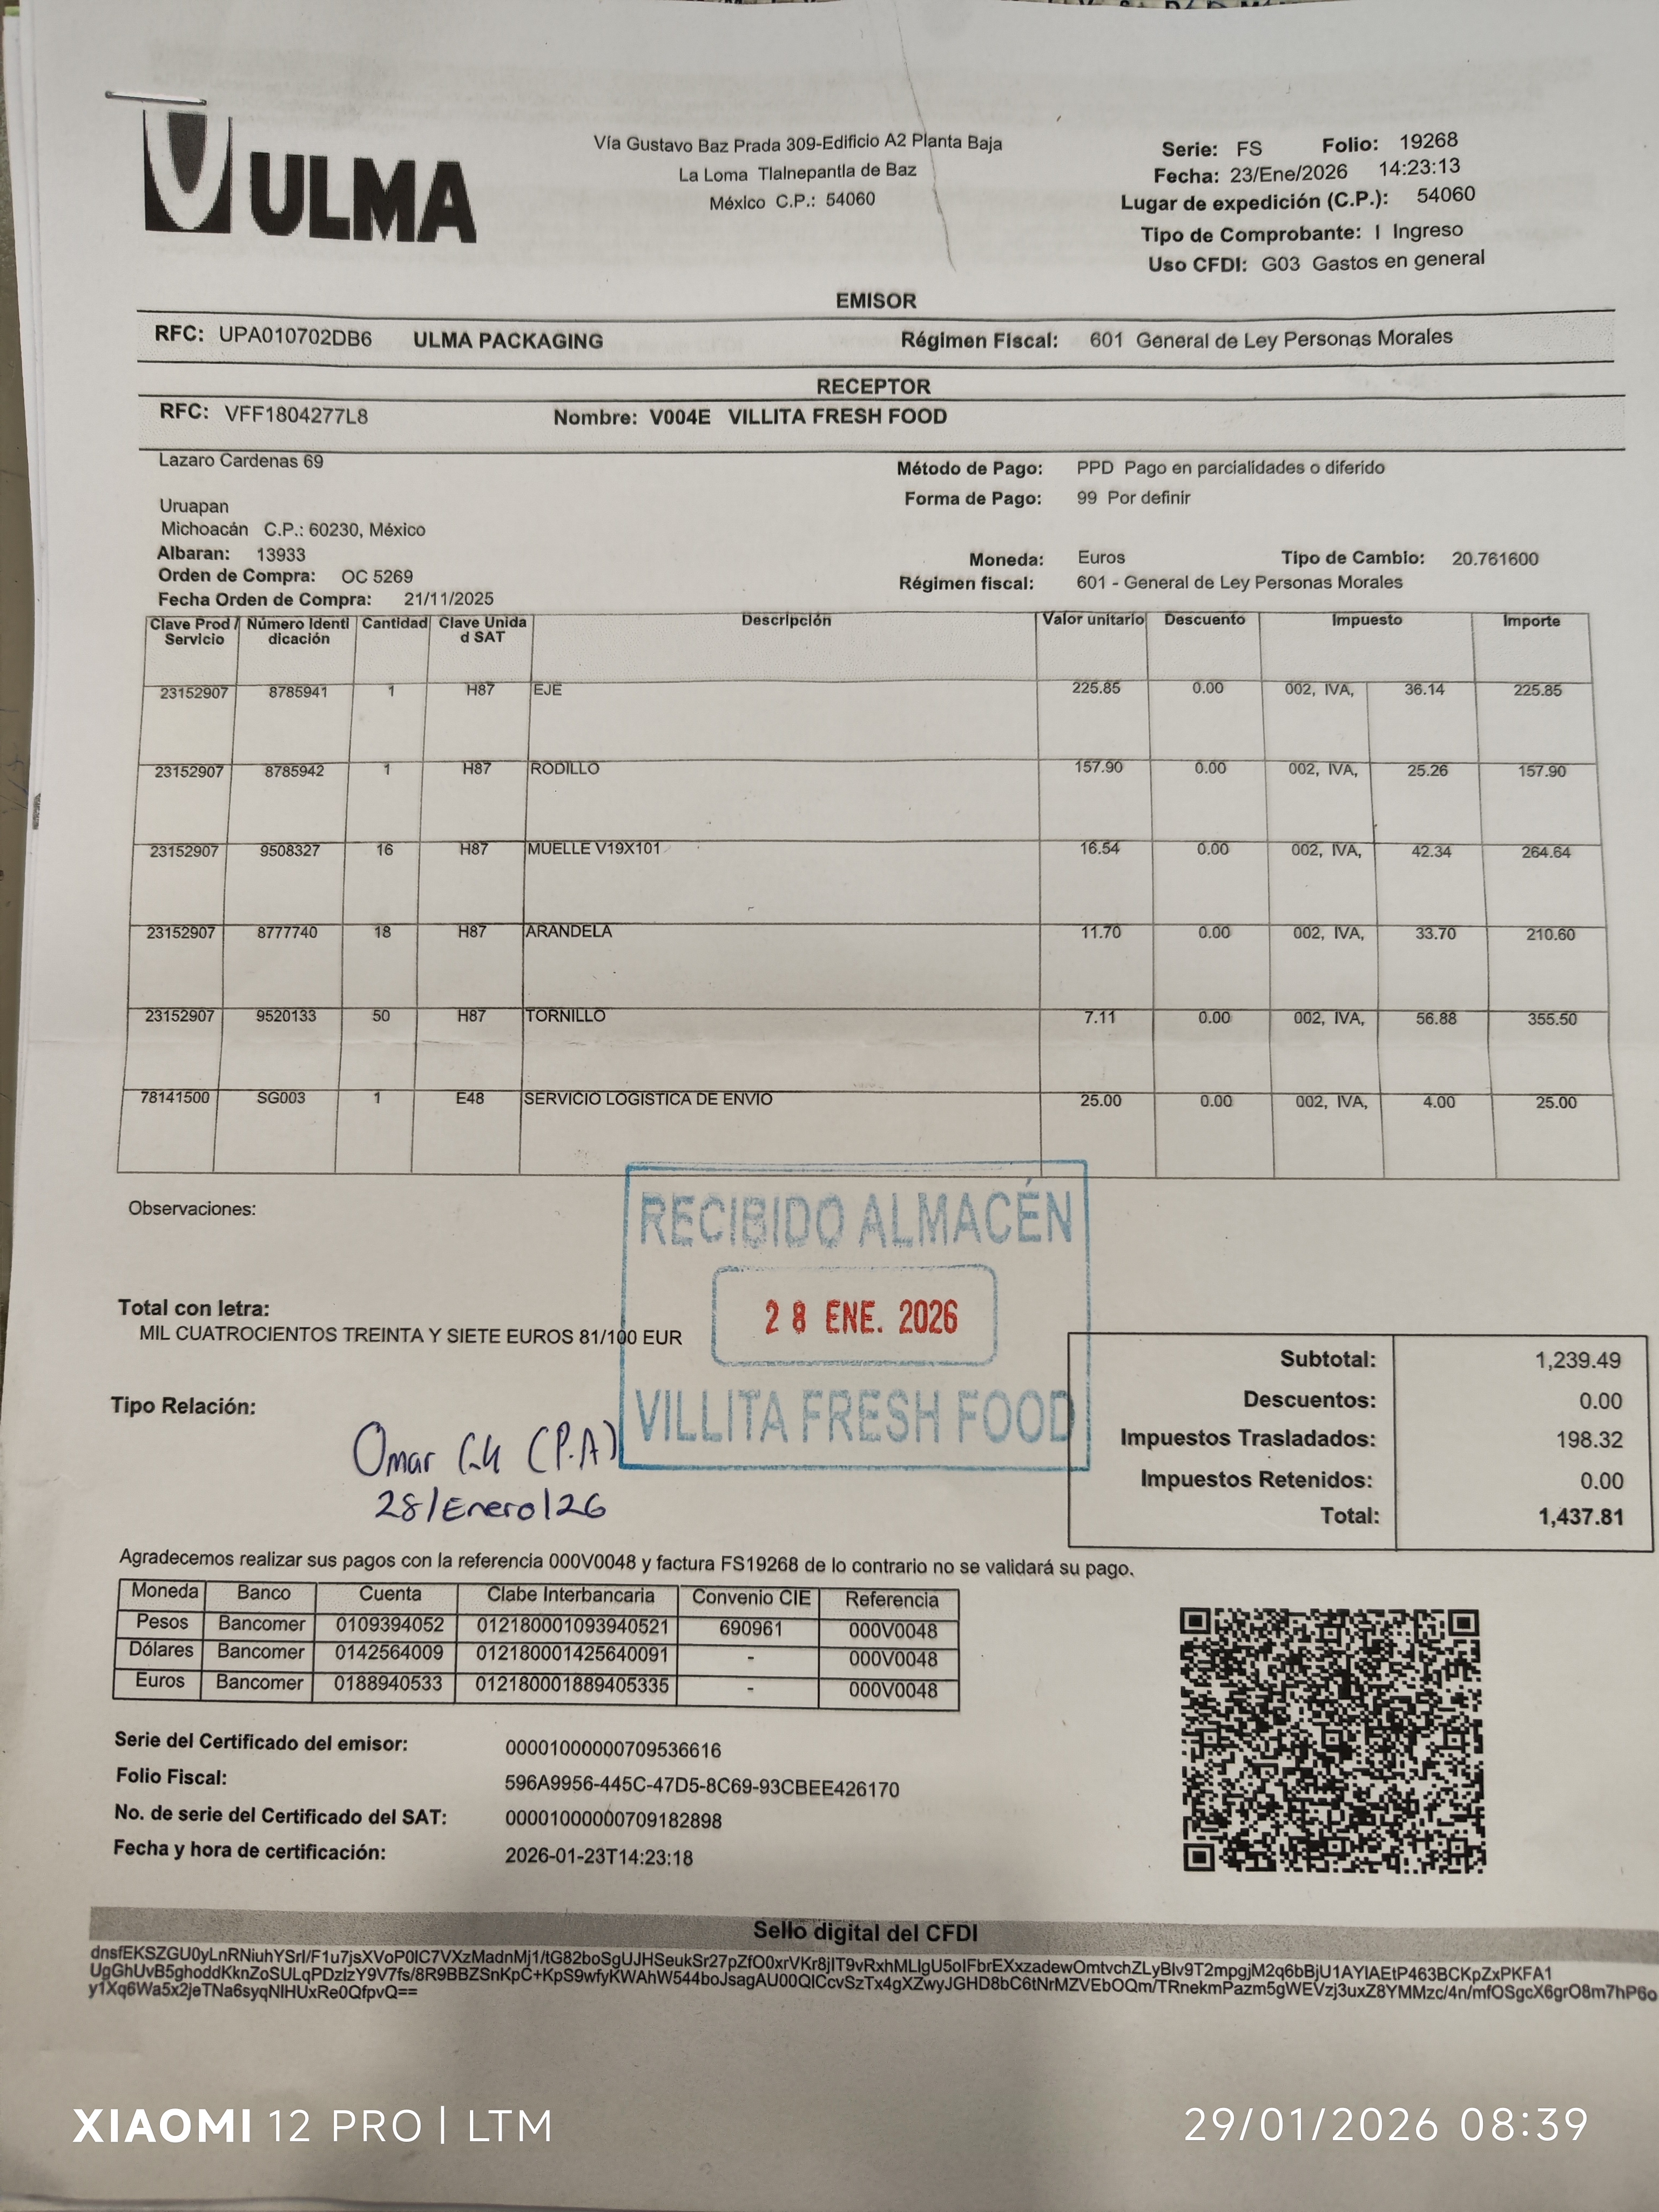 ULMA
Vía Gustavo Baz Prada 309-Edificio A2 Planta Baja
La Loma Tlalnepantla de Baz
México C.P.: 54060
Serie: FS Folio: 19268
Fecha: 23/Ene/2026 14:23:13
Lugar de expedición (C.P.): 54060
Tipo de Comprobante: I Ingreso
Uso CFDI: G03 Gastos en general
EMISOR
RFC: UPA010702DB6 ULMA PACKAGING Régimen Fiscal: 601 General de Ley Personas Morales
RECEPTOR
RFC: VFF1804277L8 Nombre: V004E VILLITA FRESH FOOD
Lazaro Cardenas 69
Uruapan
Michoacán C.P.: 60230, México
Albaran: 13933
Orden de Compra: OC 5269
Fecha Orden de Compra: 21/11/2025
Método de Pago: PPD Pago en parcialidades o diferido
Forma de Pago: 99 Por definir
Moneda: Euros Tipo de Cambio: 20.761600
Régimen fiscal: 601 - General de Ley Personas Morales
Clave Prod / Servicio Número Identi dicación Cantidad Clave Unida d SAT Descripción Valor unitario Descuento Impuesto Importe
23152907 8785941 1 H87 EJE 225.85 0.00 002, IVA, 36.14 225.85
23152907 8785942 1 H87 RODILLO 157.90 0.00 002, IVA, 25.26 157.90
23152907 9508327 16 H87 MUELLE V19X101 16.54 0.00 002, IVA, 42.34 264.64
23152907 8777740 18 H87 ARANDELA 11.70 0.00 002, IVA, 33.70 210.60
23152907 9520133 50 H87 TORNILLO 7.11 0.00 002, IVA, 56.88 355.50
78141500 SG003 1 E48 SERVICIO LOGISTICA DE ENVIO 25.00 0.00 002, IVA, 4.00 25.00
Observaciones:
RECIBIDO ALMACÉN
28 ENE. 2026
VILLITA FRESH FOOD
Total con letra:
MIL CUATROCIENTOS TREINTA Y SIETE EUROS 81/100 EUR
Tipo Relación:
Omar (P.A)
28/Enero/26
Subtotal: 1,239.49
Descuentos: 0.00
Impuestos Trasladados: 198.32
Impuestos Retenidos: 0.00
Total: 1,437.81
Agradecemos realizar sus pagos con la referencia 000V0048 y factura FS19268 de lo contrario no se validará su pago.
Moneda Banco Cuenta Clabe Interbancaria Convenio CIE Referencia
Pesos Bancomer 0109394052 012180001093940521 690961 000V0048
Dólares Bancomer 0142564009 012180001425640091 - 000V0048
Euros Bancomer 0188940533 012180001889405335 - 000V0048
Serie del Certificado del emisor: 00001000000709536616
Folio Fiscal: 596A9956-445C-47D5-8C69-93CBEE426170
No. de serie del Certificado del SAT: 00001000000709182898
Fecha y hora de certificación: 2026-01-23T14:23:18
Sello digital del CFDI
XIAOMI 12 PRO | LTM
29/01/2026 08:39